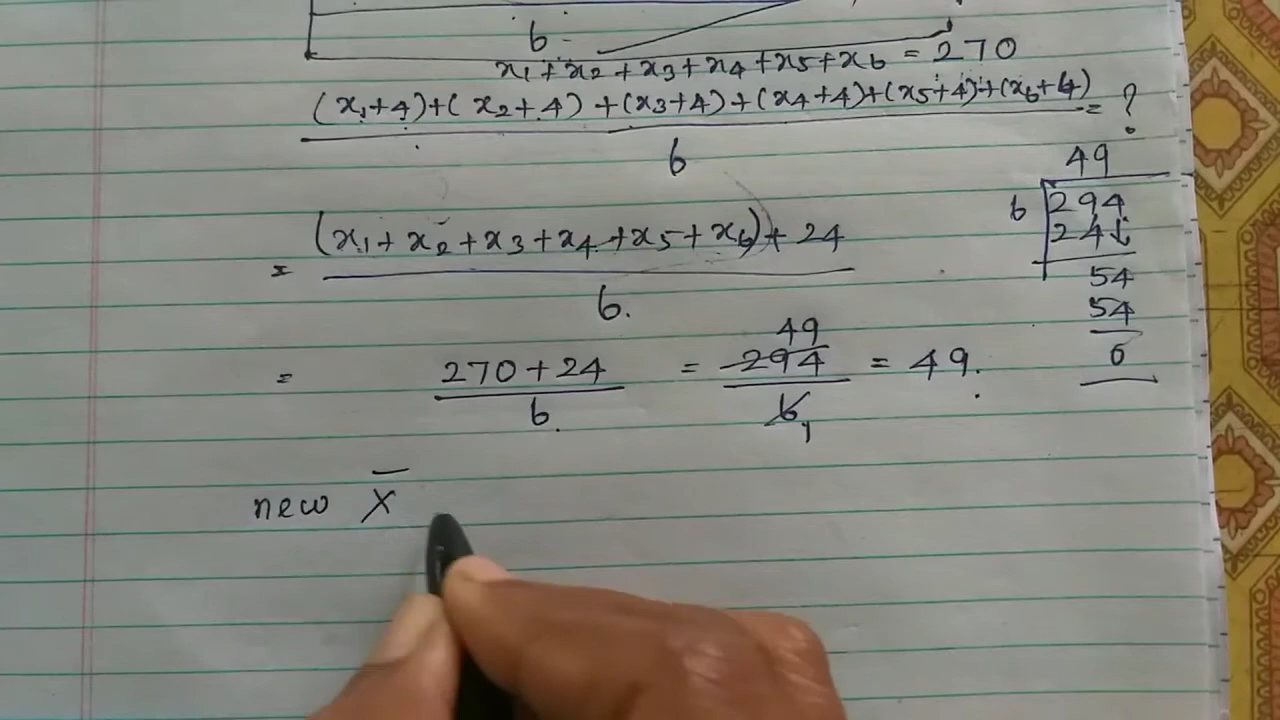 6
x1 + x2 + x3 + x4 + x5 + x6 = 270
(x1+4)+(x2+4)+(x3+4)+(x4+4)+(x5+4)+(x6+4) = ?
6
49
6 294
24↓
54
54
0
= (x1 + x2 + x3 + x4 + x5 + x6) + 24
6.
= 270+24 / 6. = 294 / 6 = 49.
49
1
new X̄